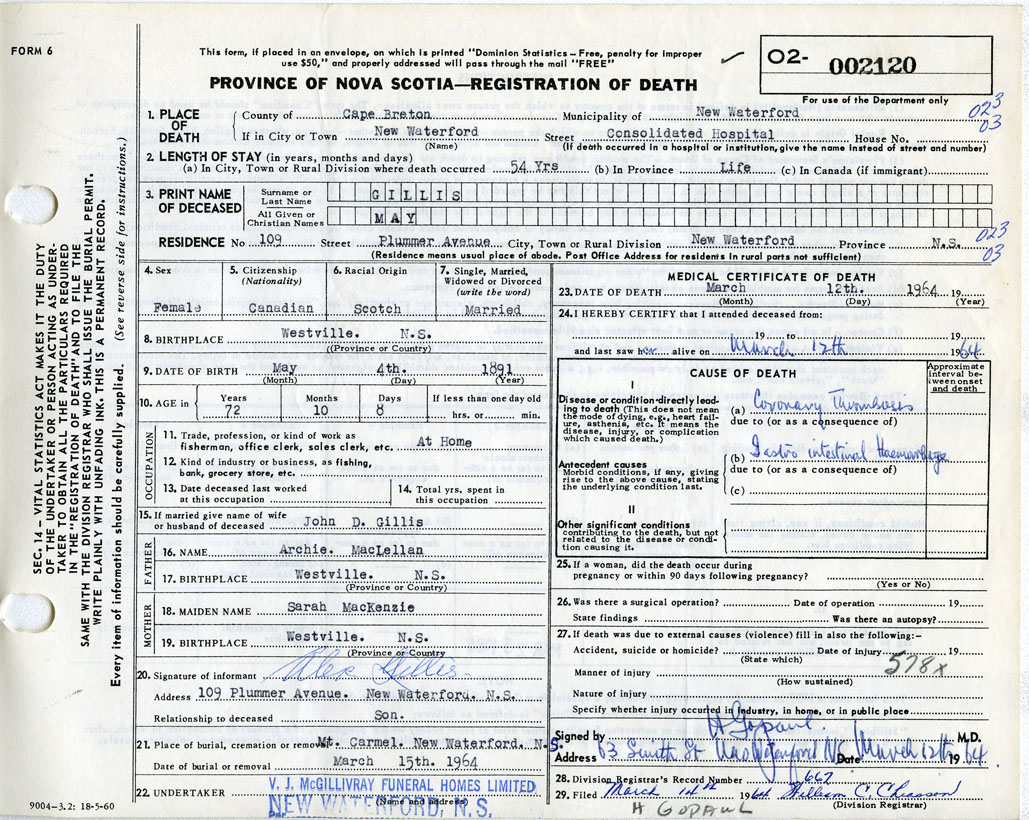 FORM 6
This form, if placed in an envelope, on which is printed "Dominion Statistics – Free, penalty for improper
use $50," and properly addressed will pass through the mail "FREE"
O2- 002120
PROVINCE OF NOVA SCOTIA—REGISTRATION OF DEATH
For use of the Department only
023
03
1. PLACE OF DEATH
County of Cape Breton Municipality of New Waterford
If in City or Town New Waterford Street Consolidated Hospital House No.
(Name) (If death occurred in a hospital or institution, give the name instead of street and number)
2. LENGTH OF STAY (in years, months and days)
(a) In City, Town or Rural Division where death occurred 54 Yrs (b) In Province Life (c) In Canada (if immigrant)
3. PRINT NAME OF DECEASED
Surname or Last Name GILLIS
All Given or Christian Names MAY
RESIDENCE No 109 Street Plummer Avenue City, Town or Rural Division New Waterford Province N.S.
(Residence means usual place of abode. Post Office Address for residents in rural parts not sufficient)
023
03
4. Sex
Female
5. Citizenship
(Nationality)
Canadian
6. Racial Origin
Scotch
7. Single, Married,
Widowed or Divorced
(write the word)
Married
8. BIRTHPLACE Westville. N.S.
((Province or Country)
9. DATE OF BIRTH May 4th. 1891
(Month) (Day) (Year)
10. AGE in
Years Months Days If less than one day old
72 10 8 hrs. or min.
OCCUPATION
11. Trade, profession, or kind of work as
fisherman, office clerk, sales clerk, etc. At Home
12. Kind of industry or business, as fishing,
bank, grocery store, etc.
13. Date deceased last worked
at this occupation
14. Total yrs. spent in
this occupation
15. If married give name of wife
or husband of deceased John D. Gillis
FATHER
16. NAME Archie. MacLellan
17. BIRTHPLACE Westville. N.S.
(Province or Country)
MOTHER
18. MAIDEN NAME Sarah MacKenzie
19. BIRTHPLACE Westville. N.S.
(Province or Country
20. Signature of informant Alex Gillis.
Address 109 Plummer Avenue. New Waterford. N.S.
Relationship to deceased Son.
21. Place of burial, cremation or removal Mt. Carmel. New Waterford. N.S.
Date of burial or removal March 15th. 1964
22. UNDERTAKER V. J. McGILLIVRAY FUNERAL HOMES LIMITED
(Name and address)
NEW WATERFORD, N.S.
9004-3.2: 18-5-60
MEDICAL CERTIFICATE OF DEATH
23. DATE OF DEATH March 12th. 1964 19
(Month) (Day) (Year)
24. I HEREBY CERTIFY that I attended deceased from:
19 to 19
and last saw her alive on March 12th 1964
CAUSE OF DEATH
Approximate
interval be-
tween onset
and death
I
Disease or condition directly lead-
ing to death (This does not mean
the mode of dying, e.g., heart fail-
ure, asthenia, etc. It means the
disease, injury, or complication
which caused death.)
(a) Coronary Thrombosis
due to (or as a consequence of)
Antecedent causes
Morbid conditions, if any, giving
rise to the above cause, stating
the underlying condition last.
(b) Gastro intestinal Haemorrhage
due to (or as a consequence of)
(c)
II
Other significant conditions
contributing to the death, but not
related to the disease or condi-
tion causing it.
25. If a woman, did the death occur during
pregnancy or within 90 days following pregnancy?
(Yes or No)
26. Was there a surgical operation? Date of operation 19
State findings Was there an autopsy?
27. If death was due to external causes (violence) fill in also the following:–
Accident, suicide or homicide? Date of injury 19
(State which)
578x
Manner of injury
(How sustained)
Nature of injury
Specify whether injury occurred in industry, in home, or in public place
Signed by H Gopaul. M.D.
Address 63 Smith St New Waterford NS Date March 12th 1964.
28. Division Registrar's Record Number 667
29. Filed March 14th 1964 William C. Chiasson
(Division Registrar)
H GOPAUL
SEC. 14 – VITAL STATISTICS ACT MAKES IT THE DUTY
OF THE UNDERTAKER OR PERSON ACTING AS UNDER-
TAKER TO OBTAIN ALL THE PARTICULARS REQUIRED
IN THE "REGISTRATION OF DEATH" AND TO FILE THE
SAME WITH THE DIVISION REGISTRAR WHO SHALL ISSUE THE BURIAL PERMIT.
WRITE PLAINLY WITH UNFADING INK. THIS IS A PERMANENT RECORD.
Every item of information should be carefully supplied. (See reverse side for instructions.)